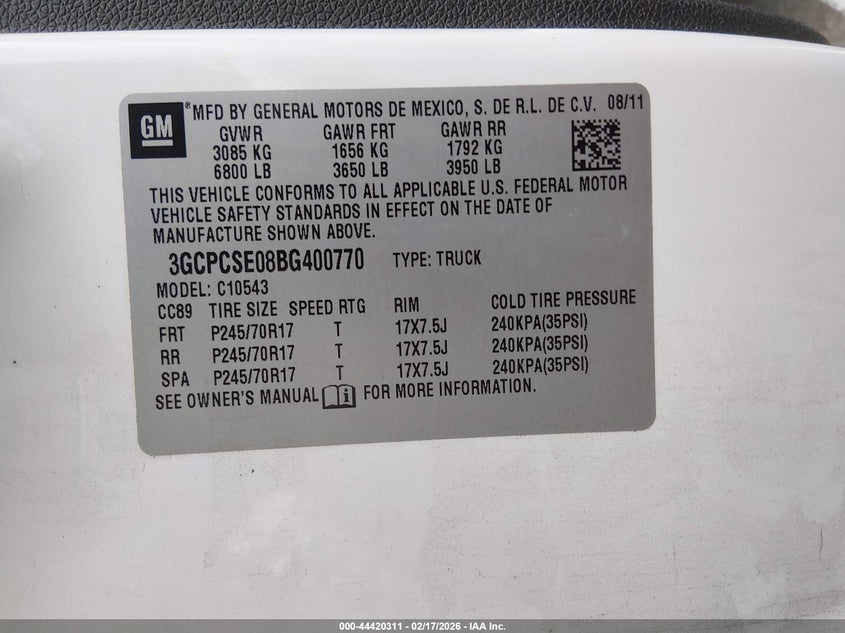 GM ® MFD BY GENERAL MOTORS DE MEXICO, S. DE R.L. DE C.V. 08/11
GVWR GAWR FRT GAWR RR
3085 KG 1656 KG 1792 KG
6800 LB 3650 LB 3950 LB
THIS VEHICLE CONFORMS TO ALL APPLICABLE U.S. FEDERAL MOTOR
VEHICLE SAFETY STANDARDS IN EFFECT ON THE DATE OF
MANUFACTURE SHOWN ABOVE.
3GCPCSE08BG400770 TYPE: TRUCK
MODEL: C10543
CC89 TIRE SIZE SPEED RTG RIM COLD TIRE PRESSURE
FRT P245/70R17 T 17X7.5J 240KPA(35PSI)
RR P245/70R17 T 17X7.5J 240KPA(35PSI)
SPA P245/70R17 T 17X7.5J 240KPA(35PSI)
SEE OWNER'S MANUAL i FOR MORE INFORMATION.
000-44420311 - 02/17/2026 - IAA Inc.